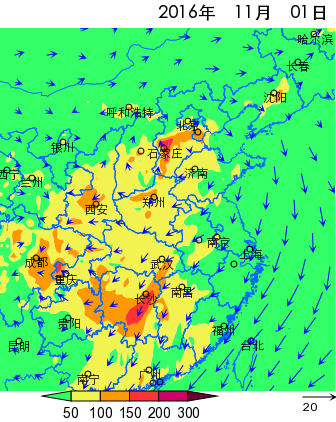 2016年 11月 01日
哈尔滨
长春
沈阳
呼和浩特
北京
银川
石家庄
西宁
兰州
济南
西安
郑州
南京
上海
成都
武汉
重庆
长沙
南昌
贵阳
福州
昆明
台北
南宁
广州
50 100 150 200 300
20